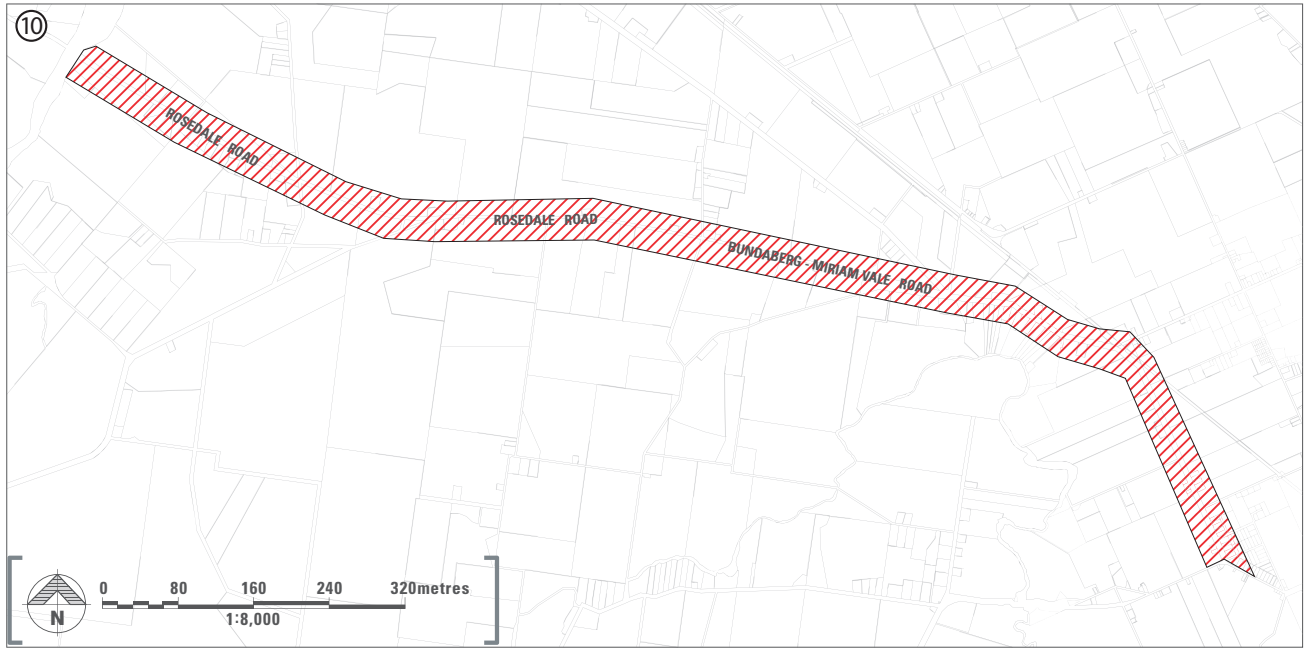 10
ROSEDALE ROAD
ROSEDALE ROAD
BUNDABERG - MIRIAM VALE ROAD
0 80 160 240 320metres
1:8,000
N